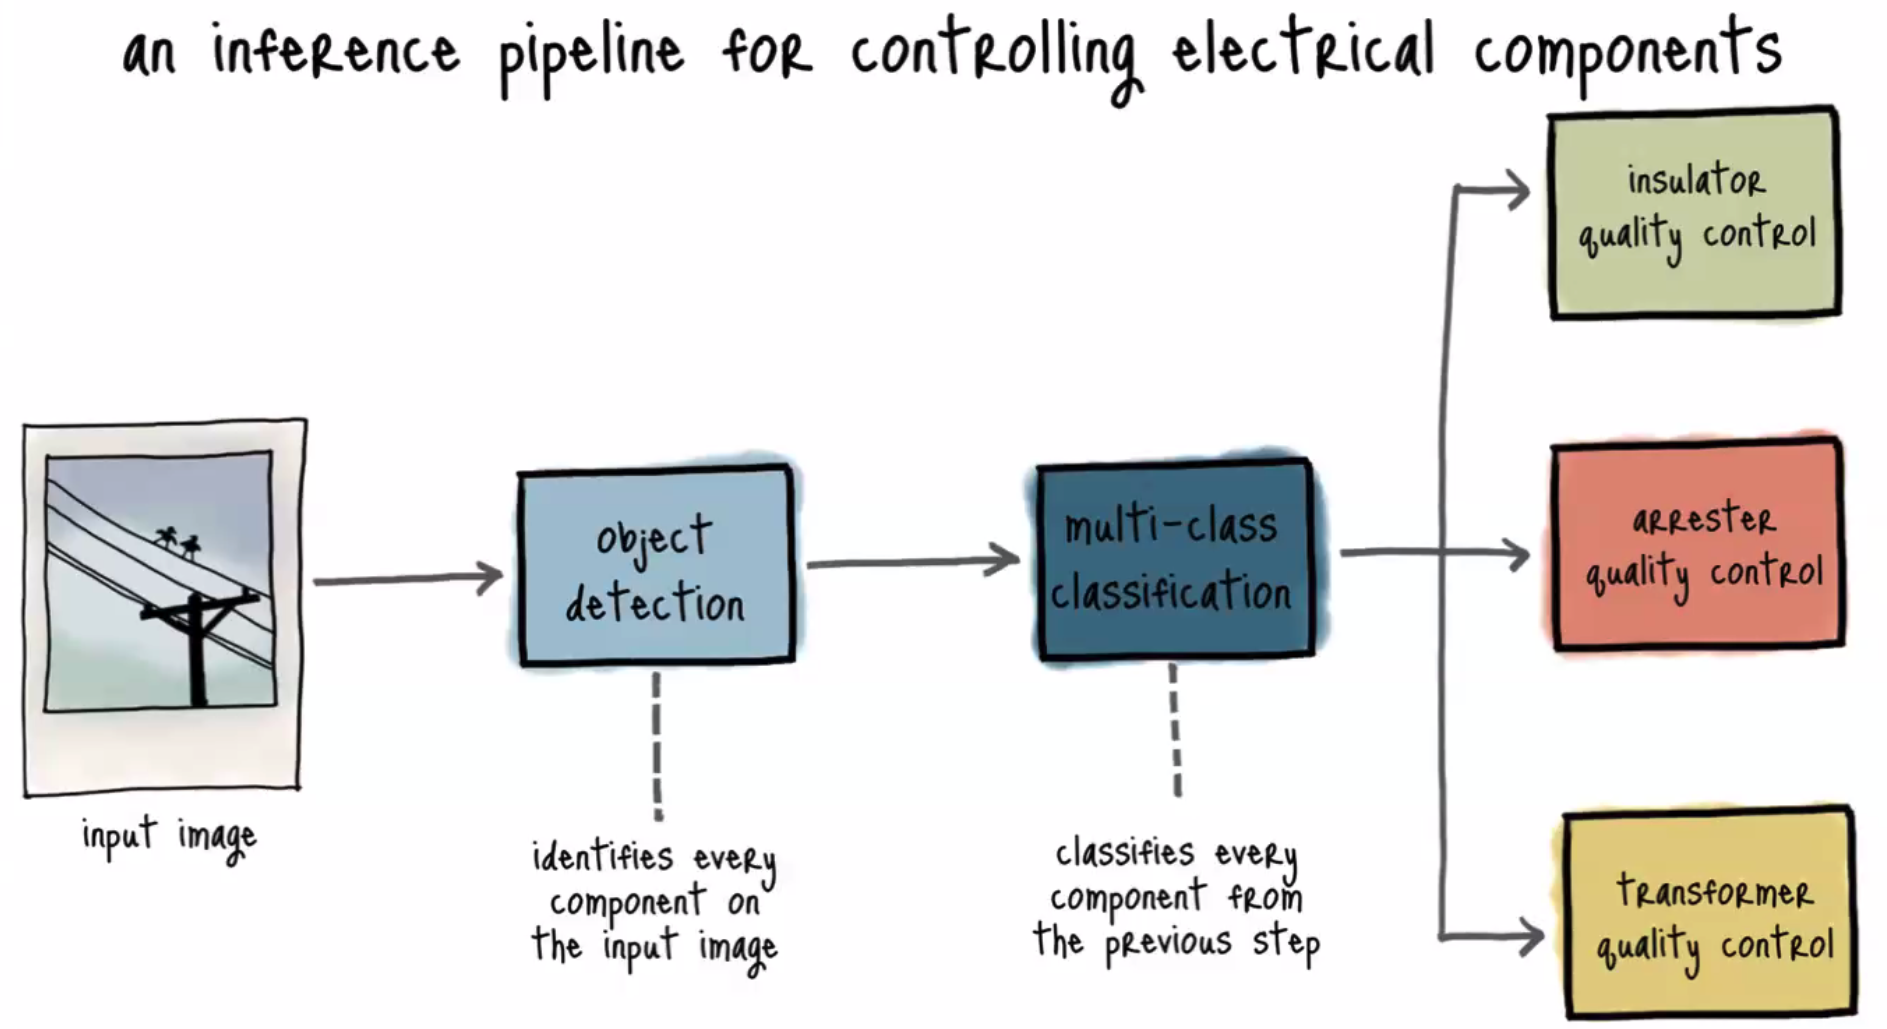 an inference pipeline for controlling electrical components
insulator
quality control
object
detection
multi-class
classification
arrester
quality control
input image
identifies every
component on
the input image
classifies every
component from
the previous step
transformer
quality control